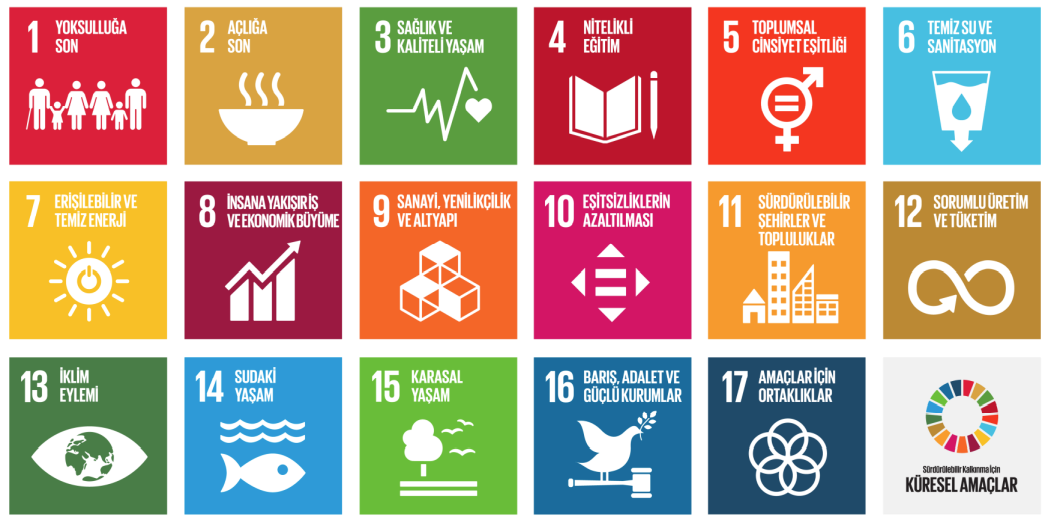 1 YOKSULLUĞA
SON
2 AÇLIĞA
SON
3 SAĞLIK VE
KALİTELİ YAŞAM
4 NİTELİKLİ
EĞİTİM
5 TOPLUMSAL
CİNSİYET EŞİTLİĞİ
6 TEMİZ SU VE
SANİTASYON
7 ERİŞİLEBİLİR VE
TEMİZ ENERJİ
8 İNSANA YAKIŞIR İŞ
VE EKONOMİK BÜYÜME
9 SANAYİ, YENİLİKÇİLİK
VE ALTYAPI
10 EŞİTSİZLİKLERİN
AZALTILMASI
11 SÜRDÜRÜLEBİLİR
ŞEHİRLER VE
TOPLULUKLAR
12 SORUMLU ÜRETİM
VE TÜKETİM
13 İKLİM
EYLEMİ
14 SUDAKİ
YAŞAM
15 KARASAL
YAŞAM
16 BARIŞ, ADALET VE
GÜÇLÜ KURUMLAR
17 AMAÇLAR İÇİN
ORTAKLIKLAR
Sürdürülebilir Kalkınma İçin
KÜRESEL AMAÇLAR